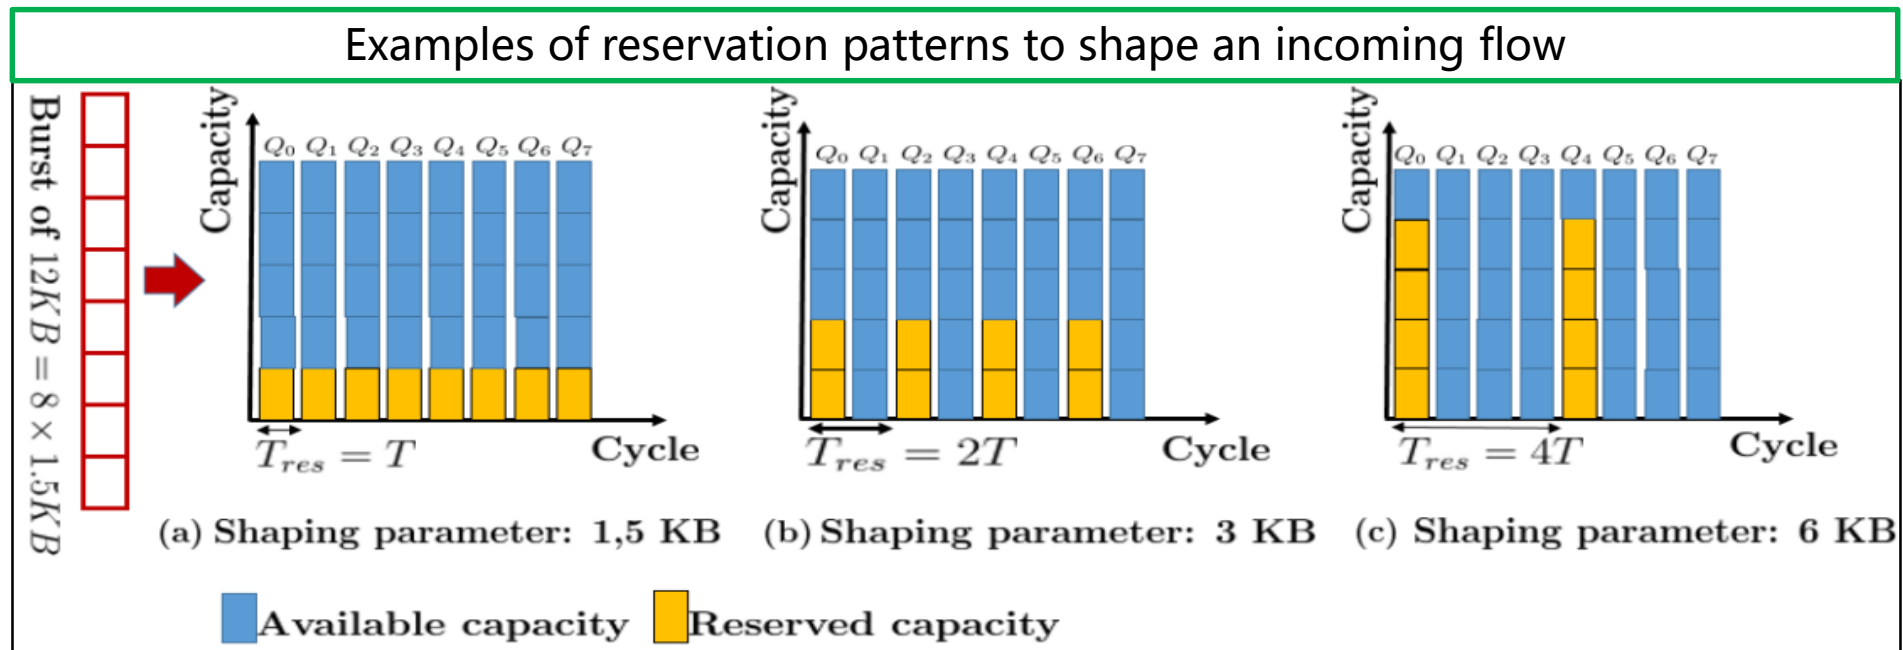 Examples of reservation patterns to shape an incoming flow
Burst of 12KB = 8 × 1.5KB
Capacity
Q0 Q1 Q2 Q3 Q4 Q5 Q6 Q7
Tres = T
Cycle
(a) Shaping parameter: 1,5 KB
Capacity
Q0 Q1 Q2 Q3 Q4 Q5 Q6 Q7
Tres = 2T
Cycle
(b) Shaping parameter: 3 KB
Capacity
Q0 Q1 Q2 Q3 Q4 Q5 Q6 Q7
Tres = 4T
Cycle
(c) Shaping parameter: 6 KB
Available capacity
Reserved capacity